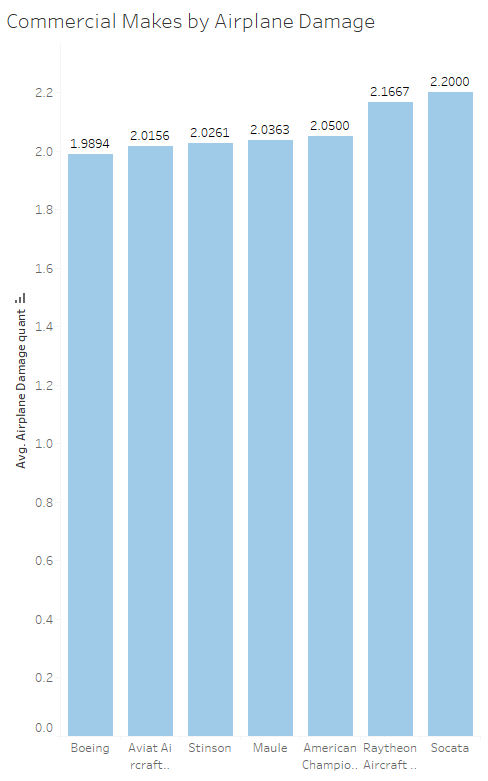 Commercial Makes by Airplane Damage
2.2
2.0
1.8
1.6
1.4
1.2
1.0
0.8
0.6
0.4
0.2
0.0
Avg. Airplane Damage quant
1.9894
2.0156
2.0261
2.0363
2.0500
2.1667
2.2000
Boeing
Aviat Ai
rcraft..
Stinson
Maule
American
Champio..
Raytheon
Aircraft ..
Socata